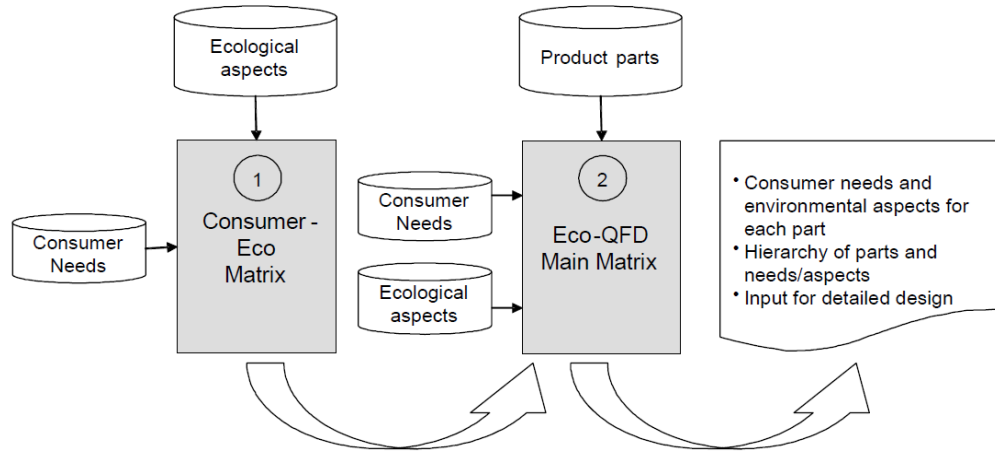 Ecological
aspects
Product parts
1
Consumer -
Eco
Matrix
Consumer
Needs
2
Eco-QFD
Main Matrix
Consumer
Needs
Ecological
aspects
• Consumer needs and
environmental aspects for
each part
• Hierarchy of parts and
needs/aspects
• Input for detailed design